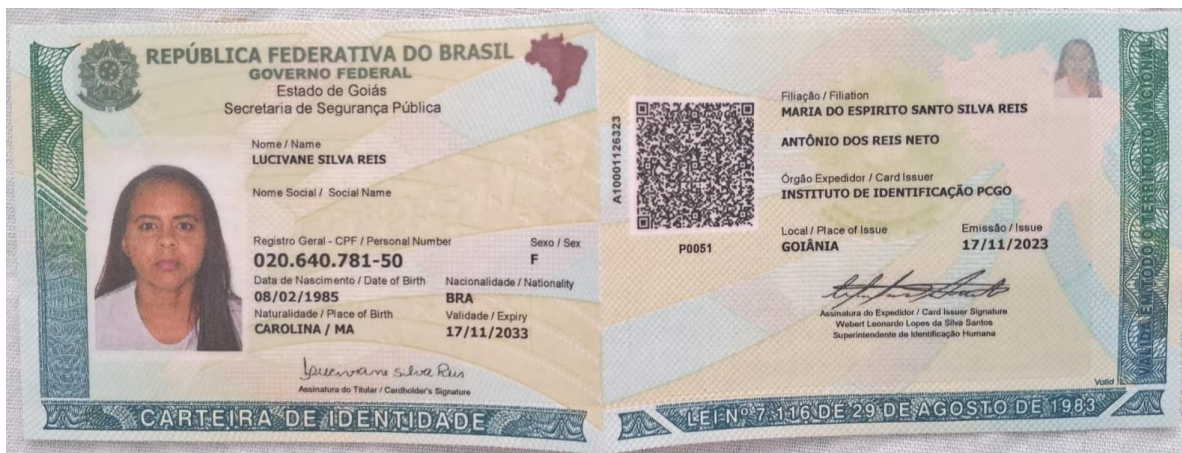 REPÚBLICA FEDERATIVA DO BRASIL
GOVERNO FEDERAL
Estado de Goiás
Secretaria de Segurança Pública
Nome / Name
LUCIVANE SILVA REIS
Nome Social / Social Name
Registro Geral - CPF / Personal Number
Sexo / Sex
020.640.781-50
F
Data de Nascimento / Date of Birth
Nacionalidade / Nationality
08/02/1985
BRA
Naturalidade / Place of Birth
Validade / Expiry
CAROLINA / MA
17/11/2033
Lucivane Silva Reis
Assinatura do Titular / Cardholder's Signature
CARTEIRA DE IDENTIDADE
A10001126323
P0051
Filiação / Filiation
MARIA DO ESPIRITO SANTO SILVA REIS
ANTÔNIO DOS REIS NETO
Órgão Expedidor / Card Issuer
INSTITUTO DE IDENTIFICAÇÃO PCGO
Local / Place of Issue
Emissão / Issue
GOIÂNIA
17/11/2023
Assinatura do Expedidor / Card Issuer Signature
Webert Leonardo Lopes da Silva Santos
Superintendente de Identificação Humana
Valid
LEI Nº 7.116 DE 29 DE AGOSTO DE 1983
VÁLIDA EM TODO O TERRITÓRIO NACIONAL